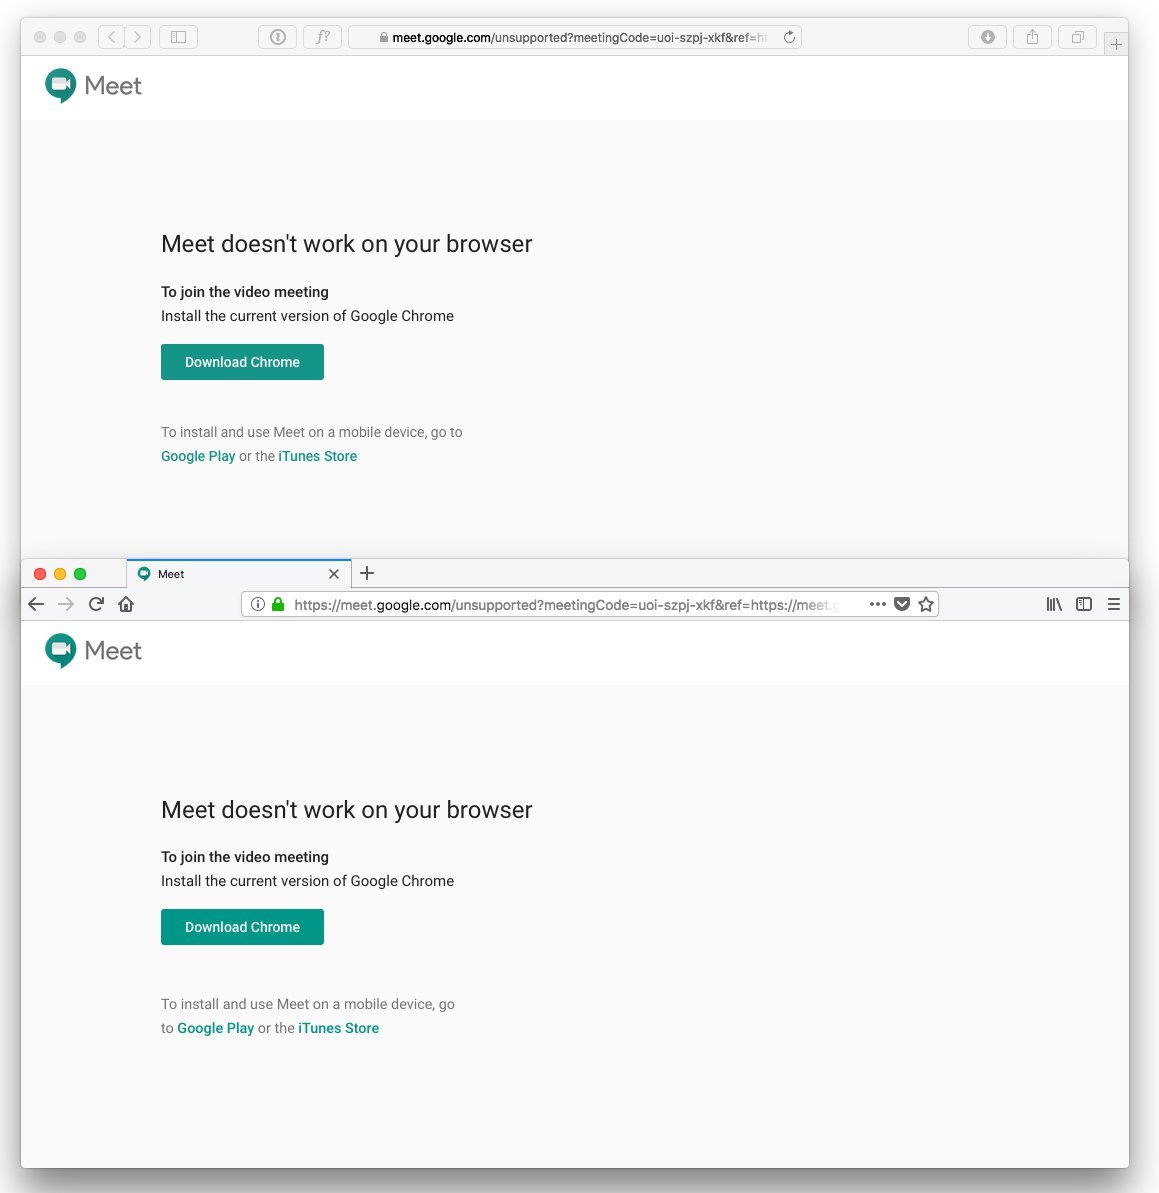 f?
meet.google.com/unsupported?meetingCode=uoi-szpj-xkf&ref=ht
Meet
Meet doesn't work on your browser
To join the video meeting
Install the current version of Google Chrome
Download Chrome
To install and use Meet on a mobile device, go to
Google Play or the iTunes Store
Meet
https://meet.google.com/unsupported?meetingCode=uoi-szpj-xkf&ref=https://meet.g
Meet
Meet doesn't work on your browser
To join the video meeting
Install the current version of Google Chrome
Download Chrome
To install and use Meet on a mobile device, go
to Google Play or the iTunes Store